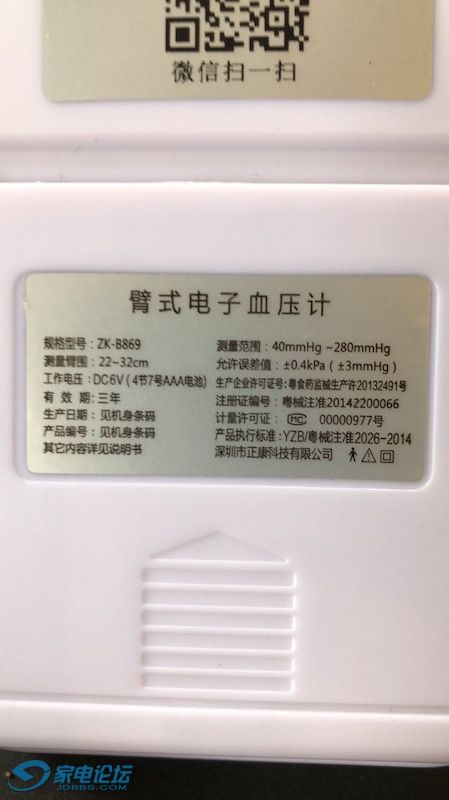 微信扫一扫
臂式电子血压计
规格型号：ZK-B869
测量臂围：22~32cm
工作电压：DC6V（4节7号AAA电池）
有 效 期：三年
生产日期：见机身条码
产品编号：见机身条码
其它内容详见说明书
测量范围：40mmHg ~280mmHg
允许误差值：±0.4kPa（±3mmHg）
生产企业许可证号：粤食药监械生产许20132491号
注册证编号：粤械注准20142200066
计量许可证：MC 00000977号
产品执行标准：YZB/粤械注准2026-2014
深圳市正康科技有限公司
家电论坛
JDBBS.COM